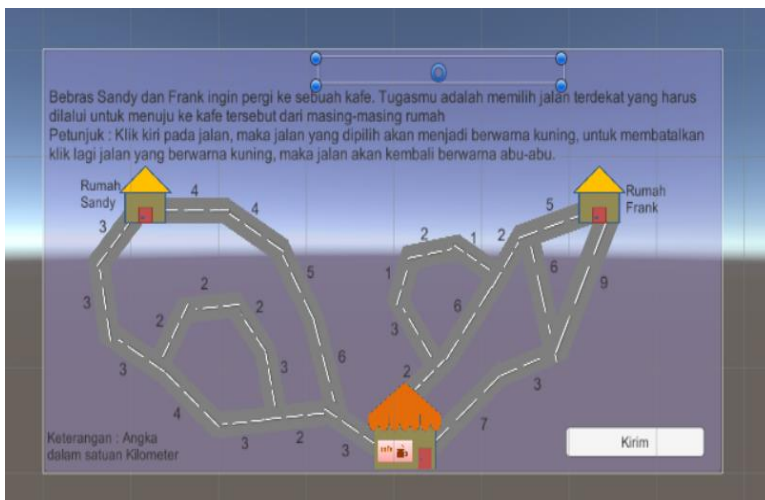 Bebras Sandy dan Frank ingin pergi ke sebuah kafe. Tugasmu adalah memilih jalan terdekat yang harus
dilalui untuk menuju ke kafe tersebut dari masing-masing rumah
Petunjuk : Klik kiri pada jalan, maka jalan yang dipilih akan menjadi berwarna kuning, untuk membatalkan
klik lagi jalan yang berwarna kuning, maka jalan akan kembali berwarna abu-abu.
Rumah
Sandy
Rumah
Frank
4
4
5
3
2
1
2
5
6
6
9
3
2
2
1
2
3
6
3
3
4
3
2
3
2
3
7
Keterangan : Angka
dalam satuan Kilometer
Kirim